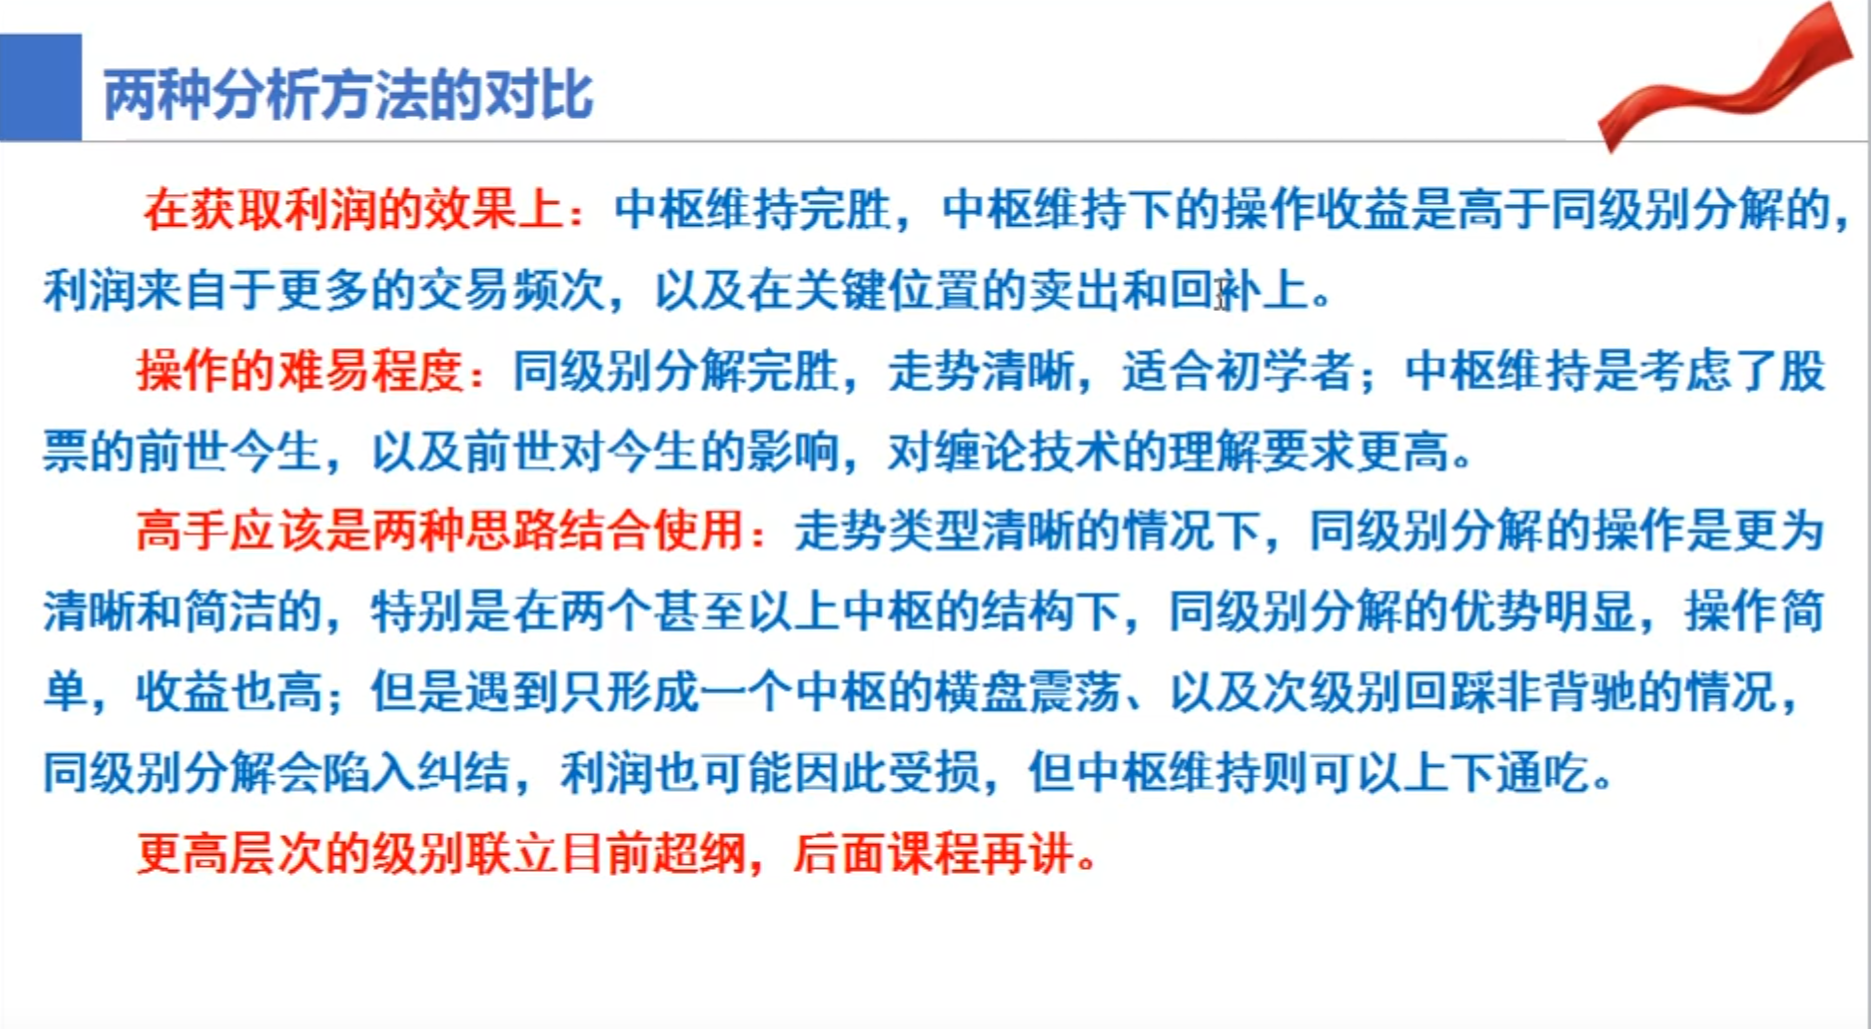 两种分析方法的对比
在获取利润的效果上：中枢维持完胜，中枢维持下的操作收益是高于同级别分解的，
利润来自于更多的交易频次，以及在关键位置的卖出和回补上。
操作的难易程度：同级别分解完胜，走势清晰，适合初学者；中枢维持是考虑了股
票的前世今生，以及前世对今生的影响，对缠论技术的理解要求更高。
高手应该是两种思路结合使用：走势类型清晰的情况下，同级别分解的操作是更为
清晰和简洁的，特别是在两个甚至以上中枢的结构下，同级别分解的优势明显，操作简
单，收益也高；但是遇到只形成一个中枢的横盘震荡、以及次级别回踩非背驰的情况，
同级别分解会陷入纠结，利润也可能因此受损，但中枢维持则可以上下通吃。
更高层次的级别联立目前超纲，后面课程再讲。